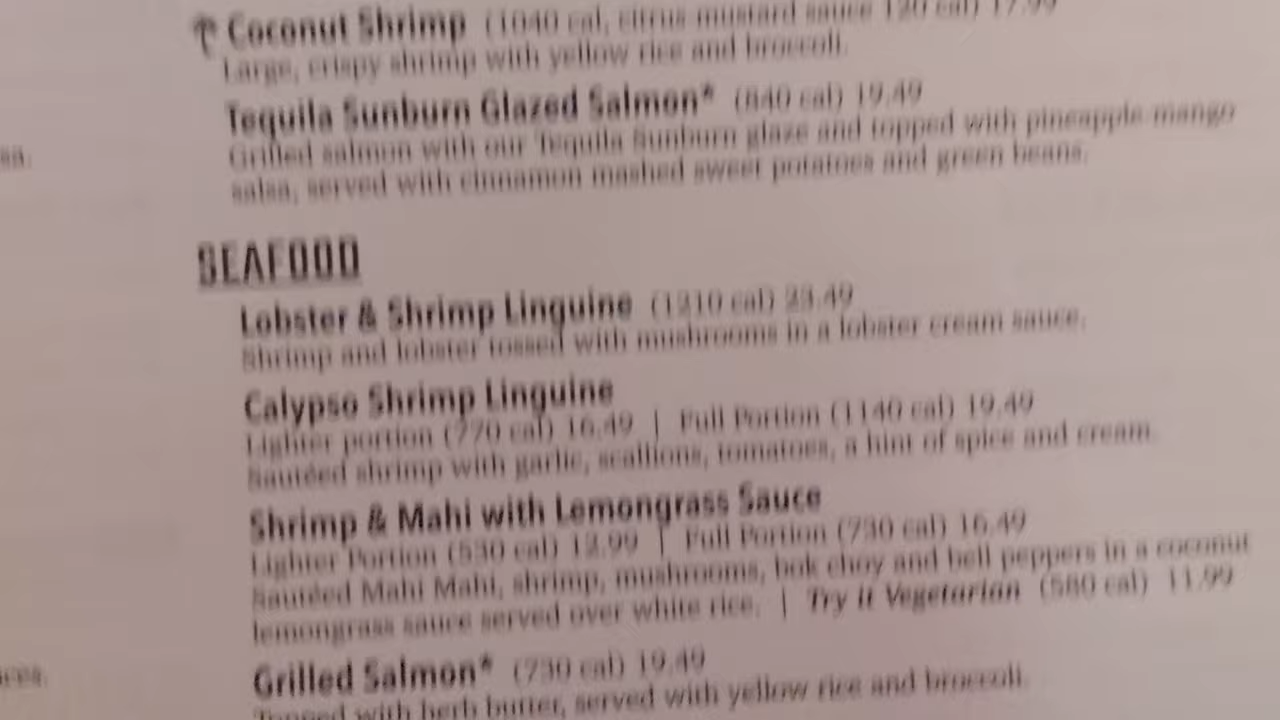 Coconut Shrimp (1040 cal, citrus mustard sauce 120 cal) 17.99
Large, crispy shrimp with yellow rice and broccoli.
Tequila Sunburn Glazed Salmon* (840 cal) 19.49
Grilled salmon with our Tequila Sunburn glaze and topped with pineapple-mango
sa.
salsa, served with cinnamon mashed sweet potatoes and green beans.
SEAFOOD
Lobster & Shrimp Linguine (1210 cal) 23.49
Shrimp and lobster tossed with mushrooms in a lobster cream sauce.
Calypso Shrimp Linguine
Lighter portion (770 cal) 16.49 | Full Portion (1140 cal) 19.49
Sautéed shrimp with garlic, scallions, tomatoes, a hint of spice and cream.
Shrimp & Mahi with Lemongrass Sauce
Lighter Portion (530 cal) 12.99 | Full Portion (730 cal) 16.49
Sautéed Mahi Mahi, shrimp, mushrooms, bok choy and bell peppers in a coconut
lemongrass sauce served over white rice. | Try it Vegetarian (580 cal) 11.99
Grilled Salmon* (730 cal) 19.49
Topped with herb butter, served with yellow rice and broccoli.